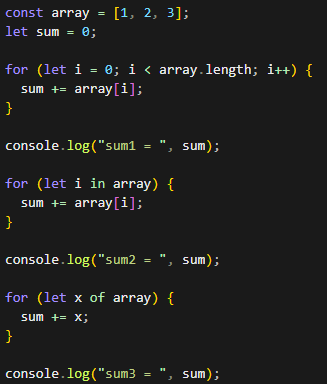 const array = [1, 2, 3];
let sum = 0;

for (let i = 0; i < array.length; i++) {
  sum += array[i];
}

console.log("sum1 = ", sum);

for (let i in array) {
  sum += array[i];
}

console.log("sum2 = ", sum);

for (let x of array) {
  sum += x;
}

console.log("sum3 = ", sum);